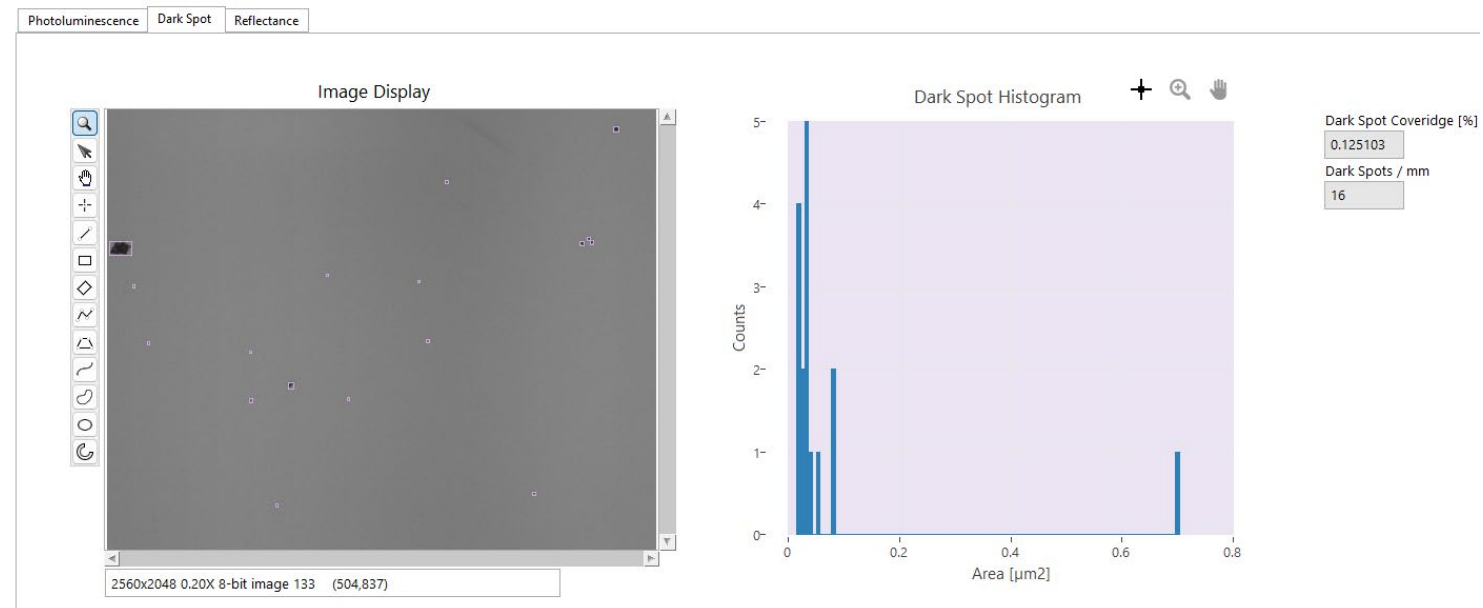 Photoluminescence Dark Spot Reflectance
Image Display
Dark Spot Histogram
Dark Spot Coveridge [%]
0.125103
Dark Spots / mm
16
5
4
3
2
1
0
Counts
0 0.2 0.4 0.6 0.8
Area [µm2]
2560x2048 0.20X 8-bit image 133 (504,837)